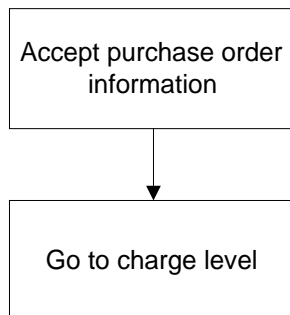 Accept purchase order
information
Go to charge level